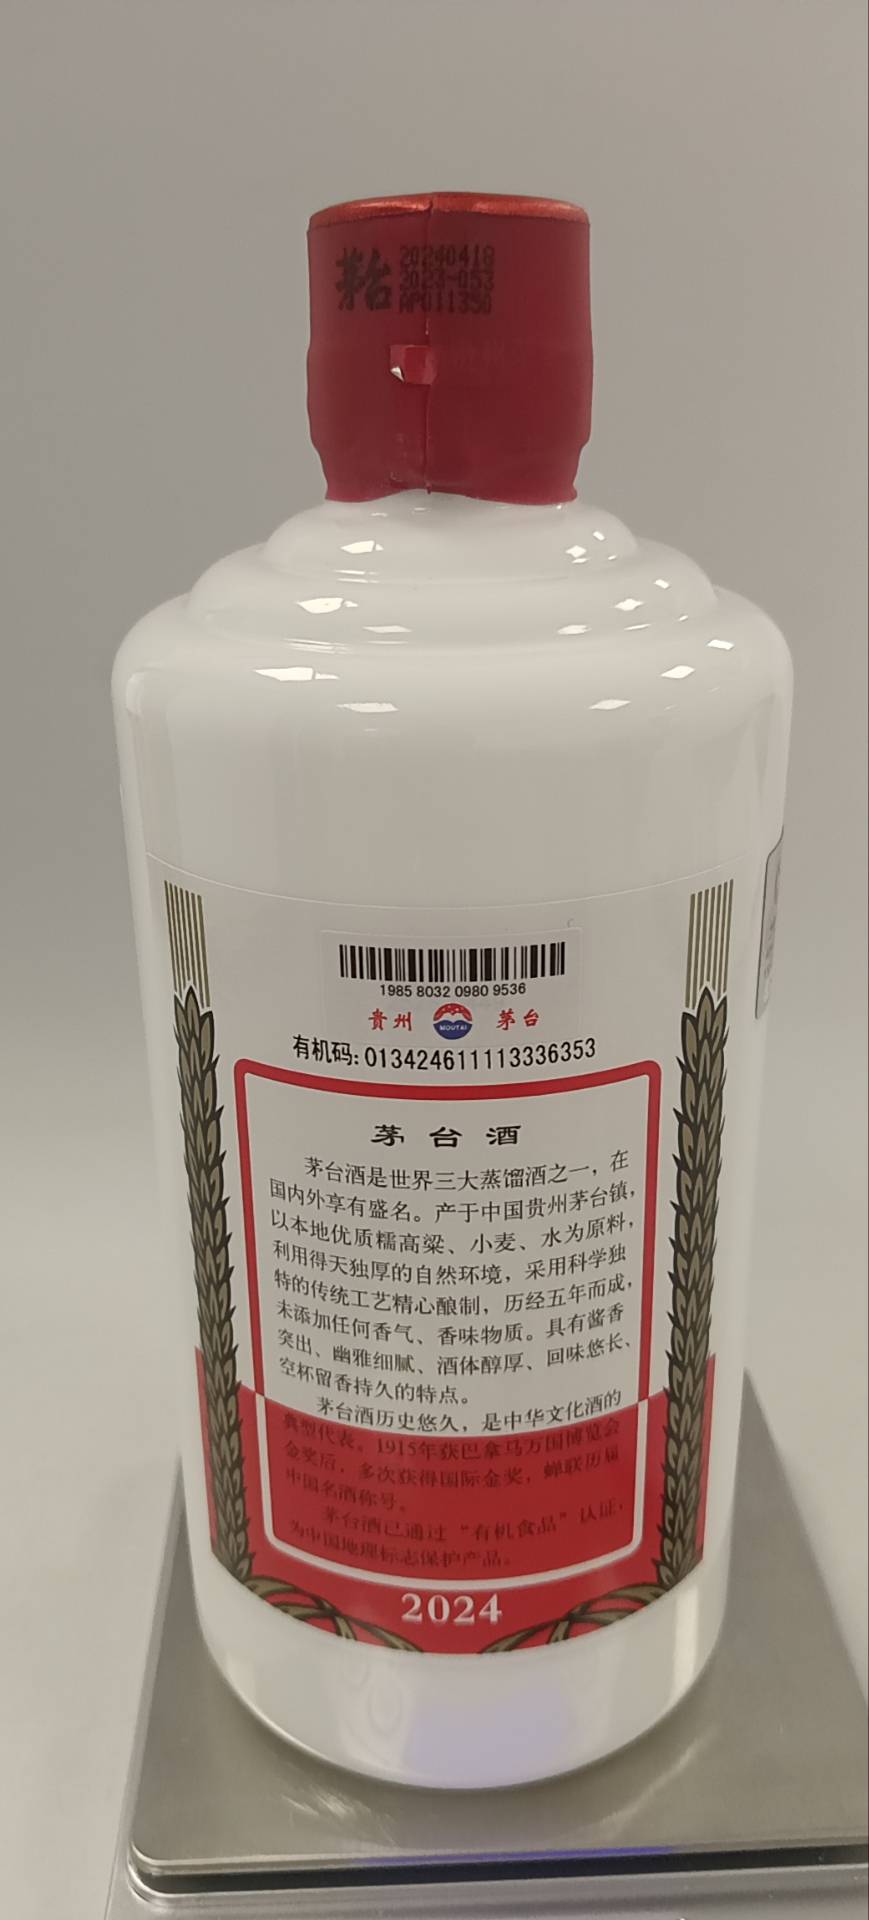 茅台
20240418
2023-053
AP011350
1985 8032 0980 9536
贵州 MOUTAI 茅台
有机码: 013424611113336353
茅台酒
茅台酒是世界三大蒸馏酒之一，在
国内外享有盛名。产于中国贵州茅台镇，
以本地优质糯高粱、小麦、水为原料，
利用得天独厚的自然环境，采用科学独
特的传统工艺精心酿制，历经五年而成，
未添加任何香气、香味物质。具有酱香
突出、幽雅细腻、酒体醇厚、回味悠长、
空杯留香持久的特点。
茅台酒历史悠久，是中华文化酒的
典型代表。1915年获巴拿马万国博览会
金奖后，多次获得国际金奖，蝉联历届
中国名酒称号。
茅台酒已通过“有机食品”认证，
为中国地理标志保护产品。
2024